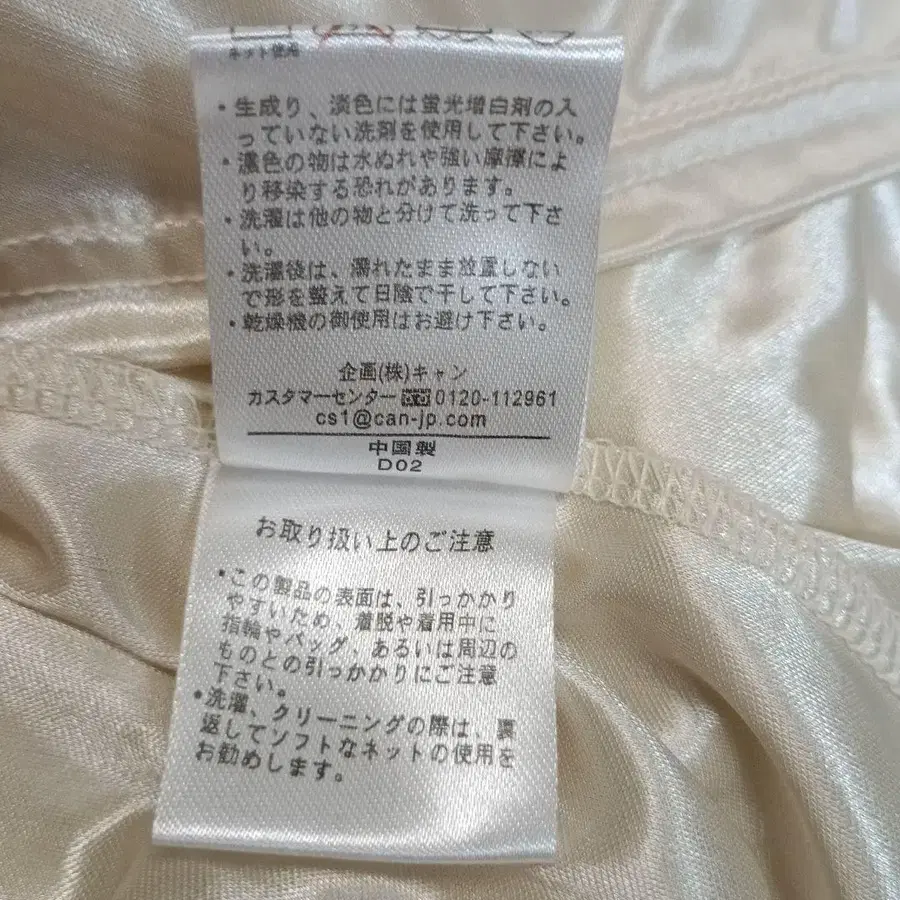 ネット使用
・生成り、淡色には蛍光増白剤の入
っていない洗剤を使用して下さい。
・濃色の物は水ぬれや強い摩擦によ
り移染する恐れがあります。
・洗濯は他の物と分けて洗って下さ
い。
・洗濯後は、濡れたまま放置しない
で形を整えて日陰で干して下さい。
・乾燥機の御使用はお避け下さい。
企画(株)キャン
カスタマーセンター 0120-112961
cs1@can-jp.com
中国製
D02
お取り扱い上のご注意
・この製品の表面は、引っかかり
やすいため、着脱や着用中に
指輪やバッグ、あるいは周辺の
ものとの引っかかりにご注意
下さい。
・洗濯、クリーニングの際は、裏
返してソフトなネットの使用を
お勧めします。